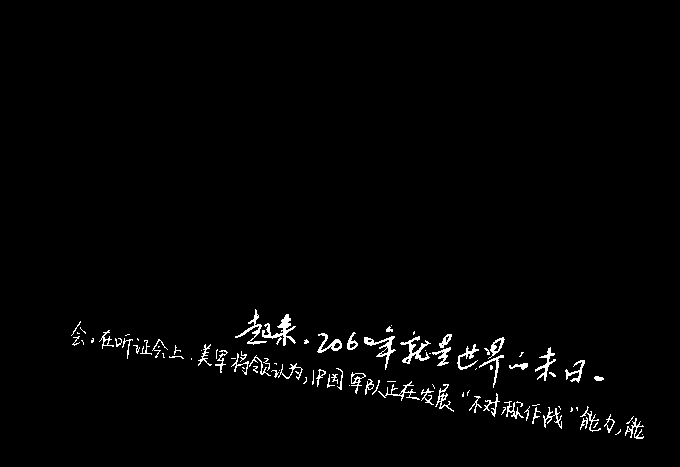 起来。2060年就是世界的末日。
会。在听证会上，美军将领认为，中国军队正在发展“不对称作战”能力，能